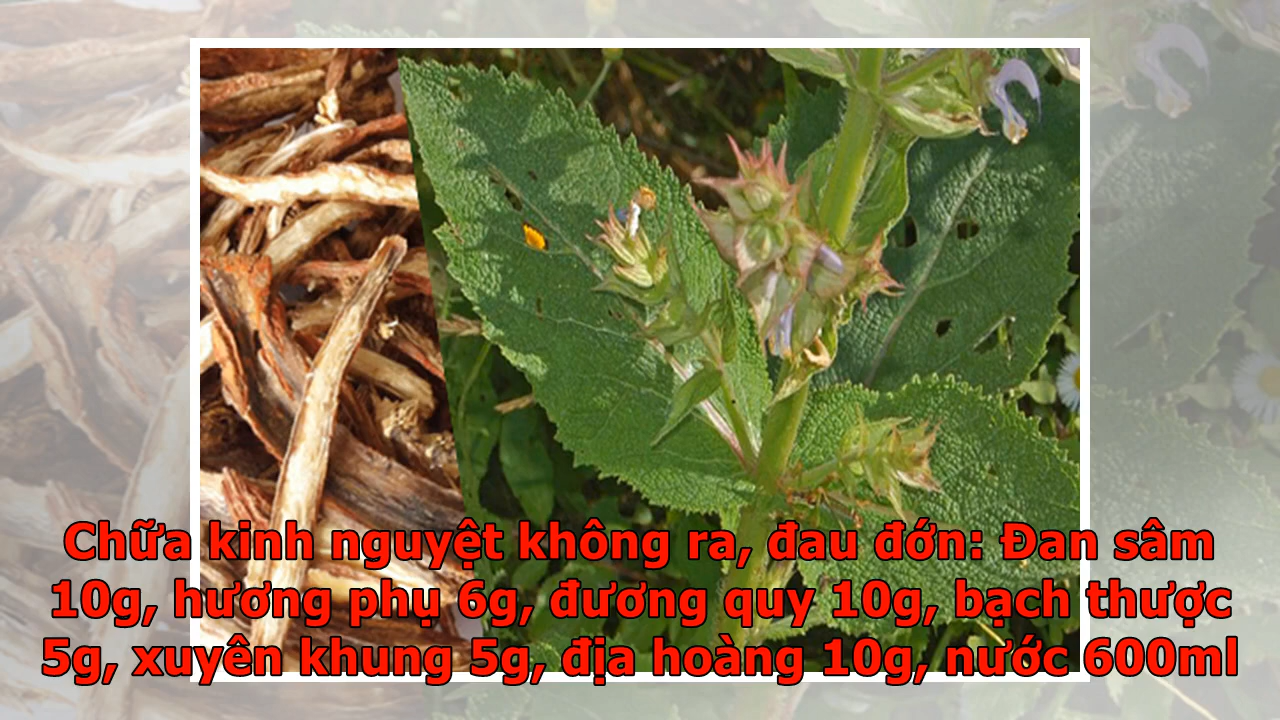 Chữa kinh nguyệt không ra, đau đớn: Đan sâm
10g, hương phụ 6g, đương quy 10g, bạch thược
5g, xuyên khung 5g, địa hoàng 10g, nước 600ml